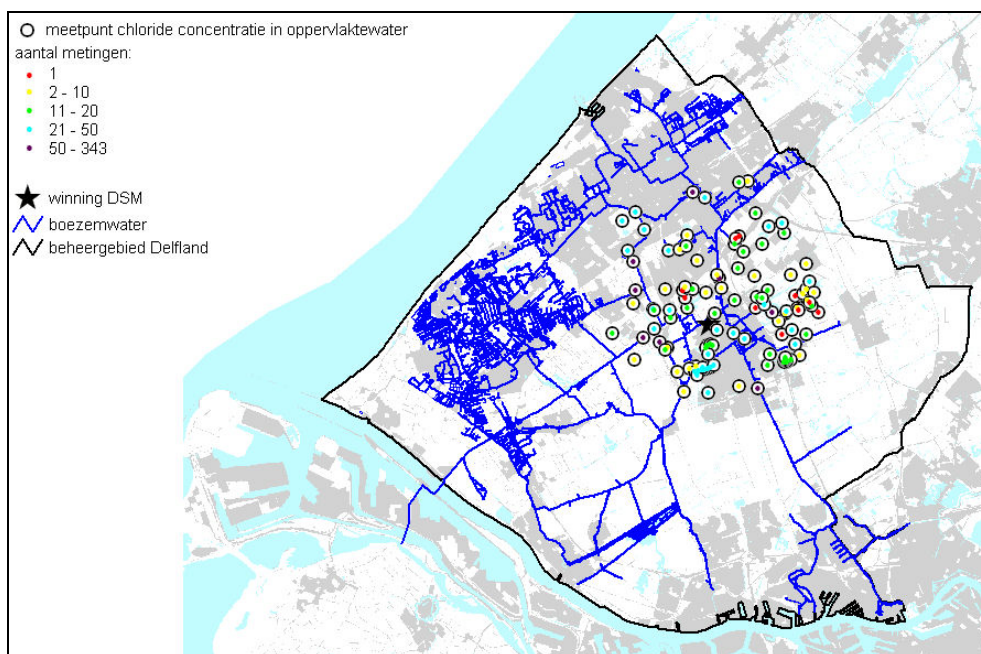 meetpunt chloride concentratie in oppervlaktewater
aantal metingen:
1
2 - 10
11 - 20
21 - 50
50 - 343
winning DSM
boezemwater
beheergebied Delfland